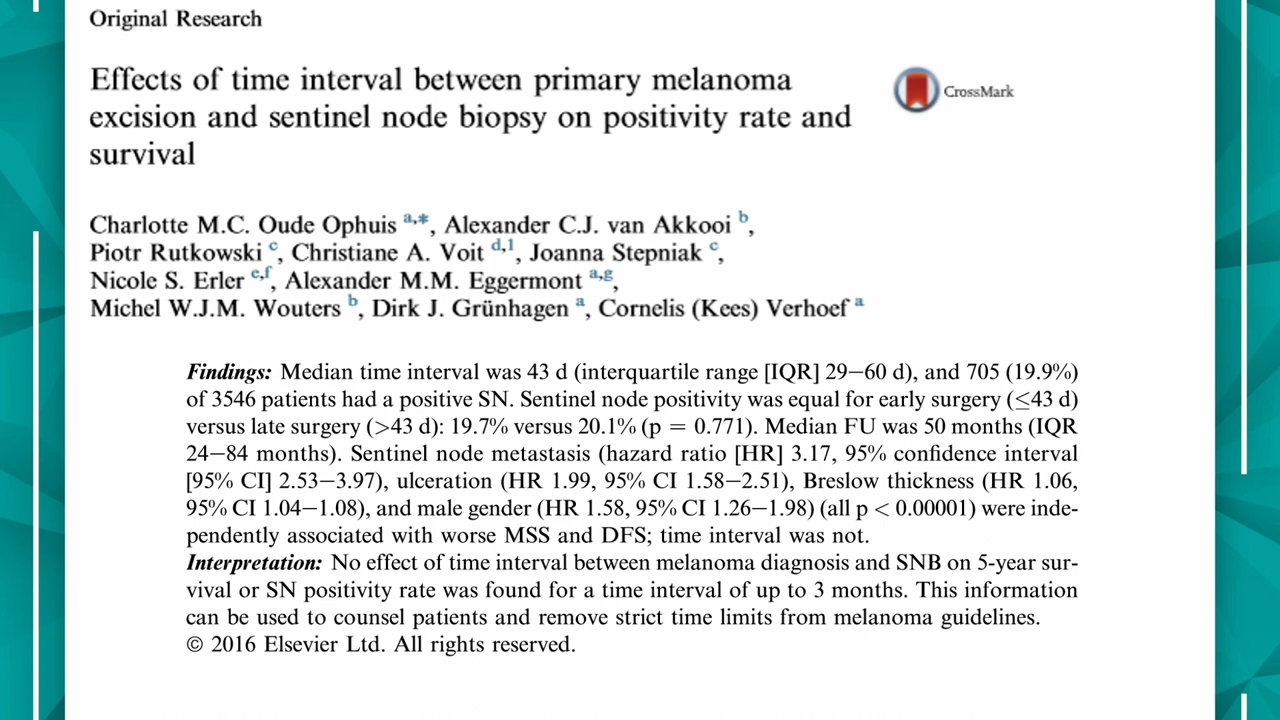 Original Research
Effects of time interval between primary melanoma
excision and sentinel node biopsy on positivity rate and
survival
CrossMark
Charlotte M.C. Oude Ophuis a,*, Alexander C.J. van Akkooi b,
Piotr Rutkowski c, Christiane A. Voit d,1, Joanna Stepniak c,
Nicole S. Erler e,f, Alexander M.M. Eggermont a,g,
Michel W.J.M. Wouters b, Dirk J. Grünhagen a, Cornelis (Kees) Verhoef a
Findings: Median time interval was 43 d (interquartile range [IQR] 29–60 d), and 705 (19.9%)
of 3546 patients had a positive SN. Sentinel node positivity was equal for early surgery (≤43 d)
versus late surgery (>43 d): 19.7% versus 20.1% (p = 0.771). Median FU was 50 months (IQR
24–84 months). Sentinel node metastasis (hazard ratio [HR] 3.17, 95% confidence interval
[95% CI] 2.53–3.97), ulceration (HR 1.99, 95% CI 1.58–2.51), Breslow thickness (HR 1.06,
95% CI 1.04–1.08), and male gender (HR 1.58, 95% CI 1.26–1.98) (all p < 0.00001) were inde-
pendently associated with worse MSS and DFS; time interval was not.
Interpretation: No effect of time interval between melanoma diagnosis and SNB on 5-year sur-
vival or SN positivity rate was found for a time interval of up to 3 months. This information
can be used to counsel patients and remove strict time limits from melanoma guidelines.
© 2016 Elsevier Ltd. All rights reserved.